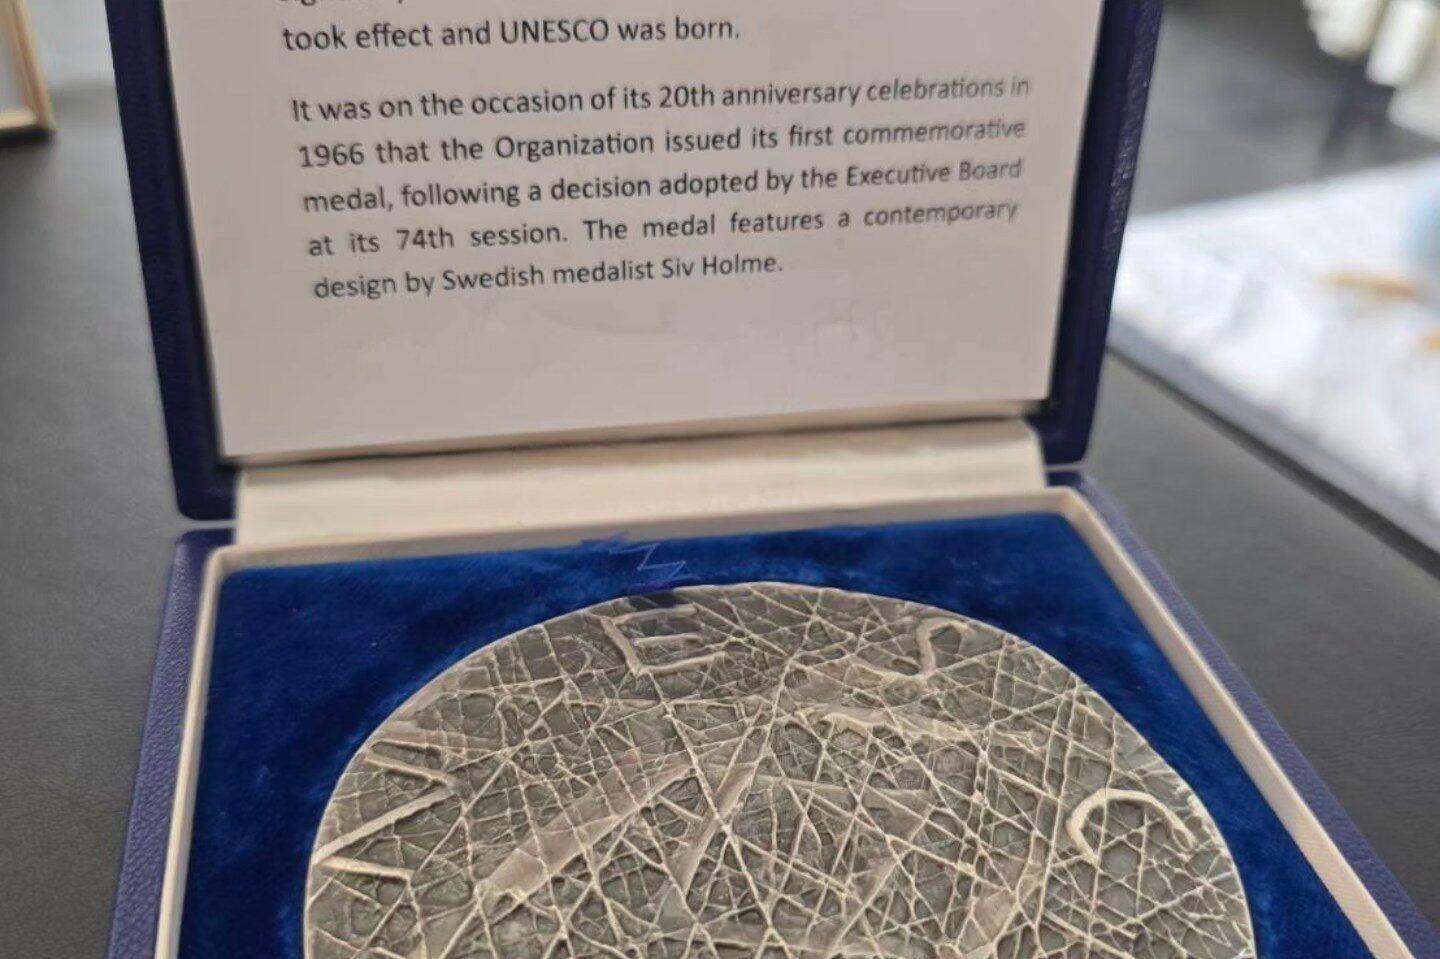 took effect and UNESCO was born.
It was on the occasion of its 20th anniversary celebrations in
1966 that the Organization issued its first commemorative
medal, following a decision adopted by the Executive Board
at its 74th session. The medal features a contemporary
design by Swedish medalist Siv Holme.
N E S C